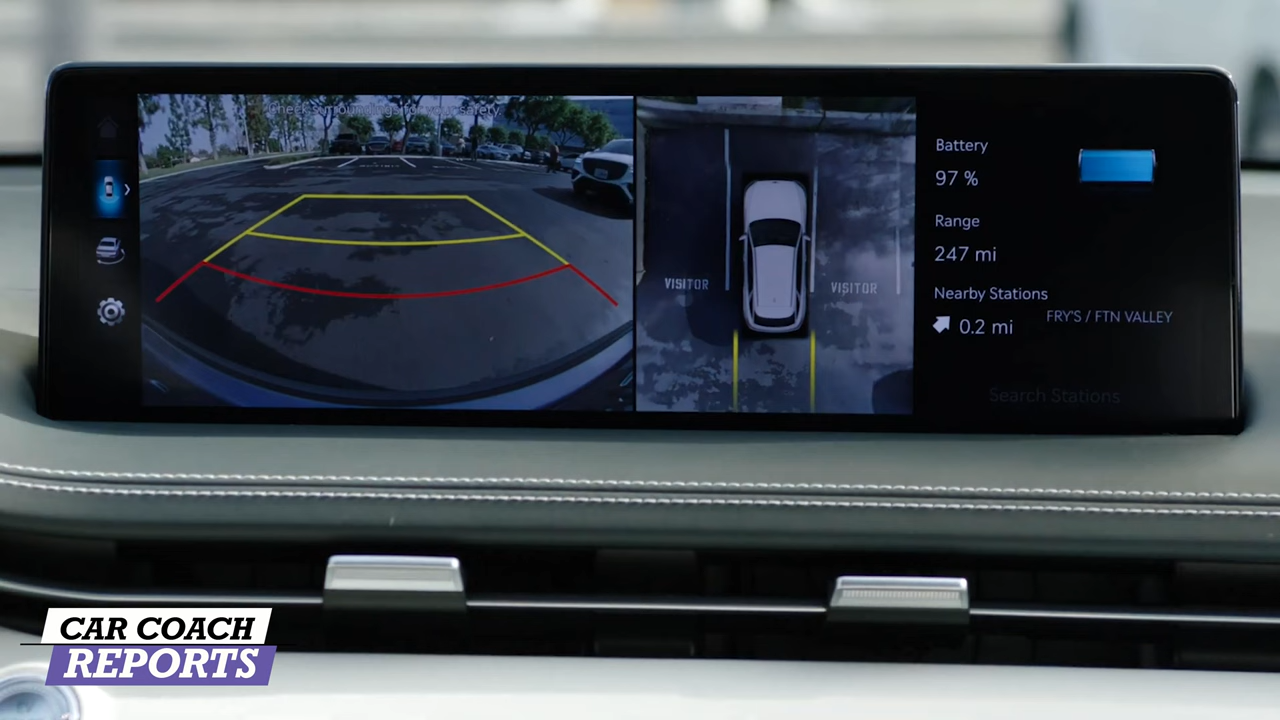 Check surroundings for your safety
VISITOR
VISITOR
Battery
97 %
Range
247 mi
Nearby Stations
0.2 mi
FRY'S / FTN VALLEY
Search Stations
CAR COACH
REPORTS